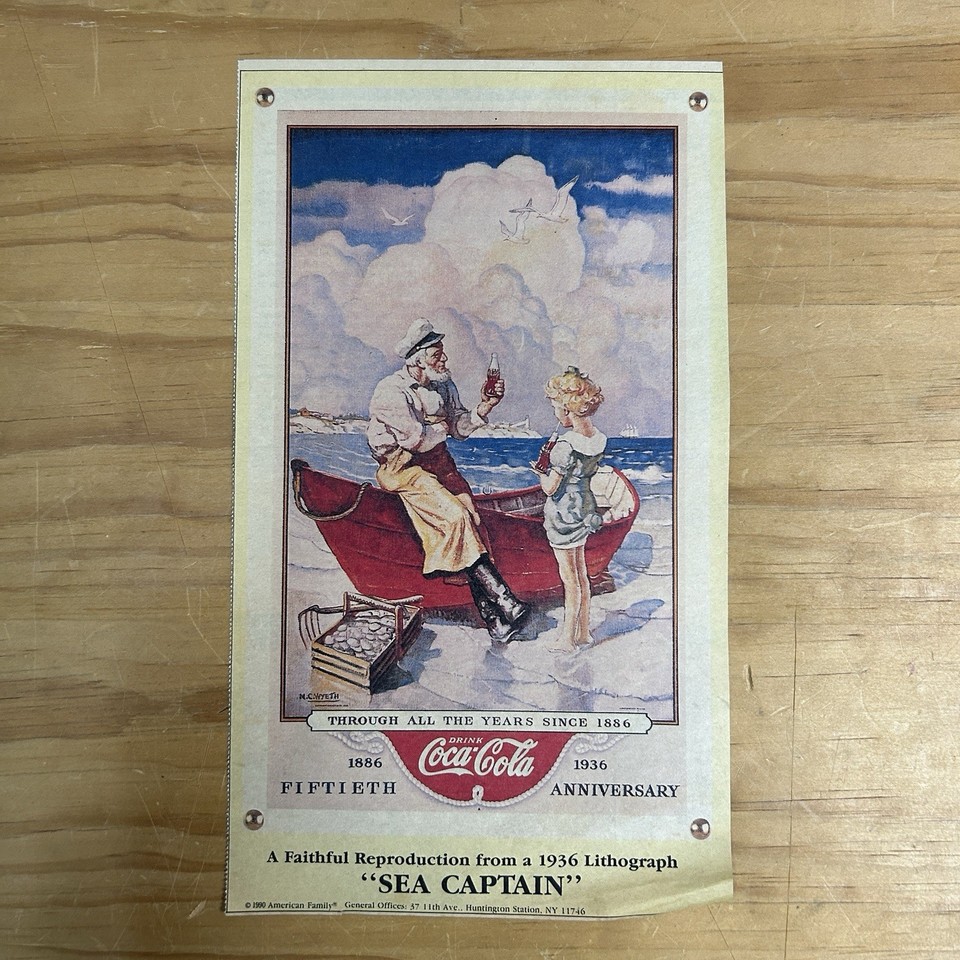 N.C. WYETH
THROUGH ALL THE YEARS SINCE 1886
DRINK
Coca-Cola
1886 1936
FIFTIETH ANNIVERSARY
A Faithful Reproduction from a 1936 Lithograph
“SEA CAPTAIN”
© 1990 American Family® General Offices: 37 11th Ave., Huntington Station, NY 11746